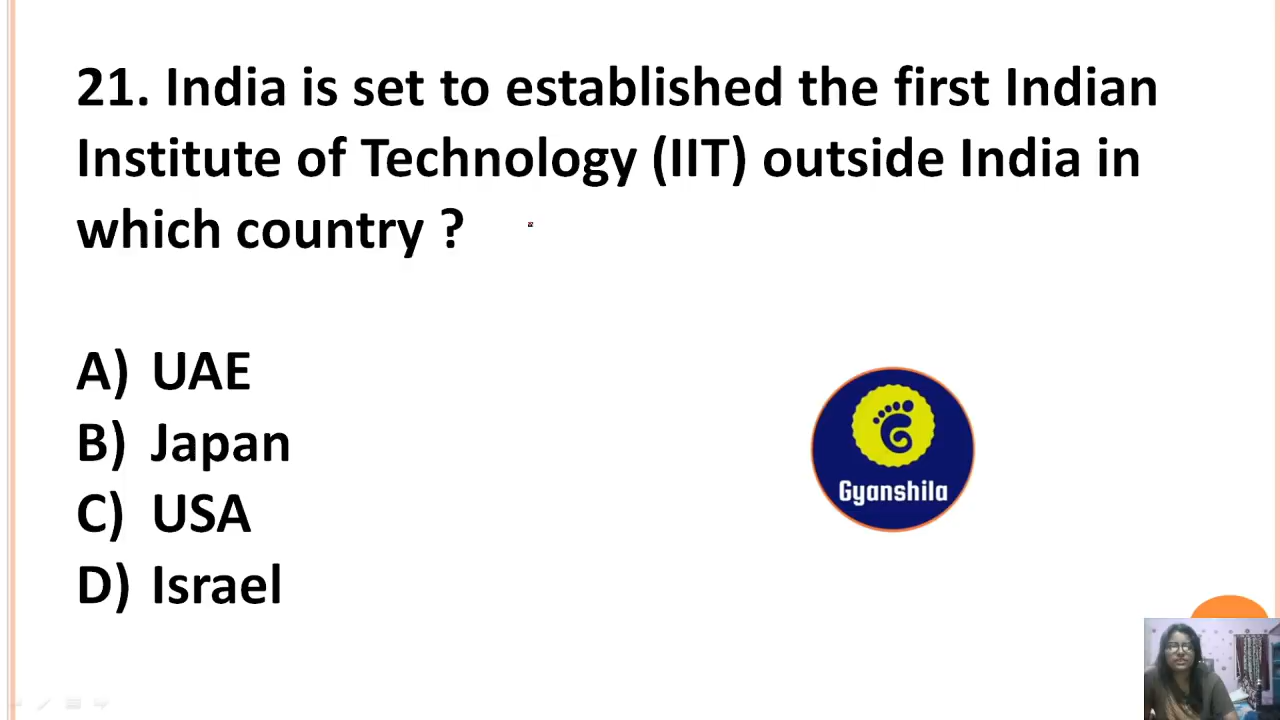 21. India is set to established the first Indian
Institute of Technology (IIT) outside India in
which country ?
A) UAE
B) Japan
C) USA
D) Israel
Gyanshila